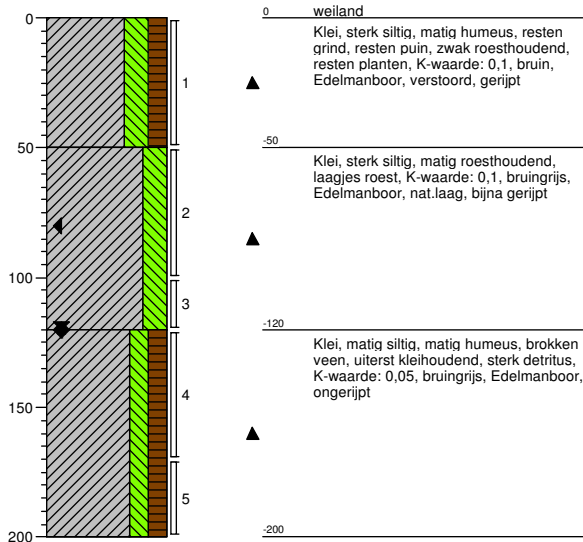 0
50
100
150
200
1
2
3
4
5
0
weiland
Klei, sterk siltig, matig humeus, resten
grind, resten puin, zwak roesthoudend,
resten planten, K-waarde: 0,1, bruin,
Edelmanboor, verstoord, gerijpt
-50
Klei, sterk siltig, matig roesthoudend,
laagjes roest, K-waarde: 0,1, bruingrijs,
Edelmanboor, nat.laag, bijna gerijpt
-120
Klei, matig siltig, matig humeus, brokken
veen, uiterst kleihoudend, sterk detritus,
K-waarde: 0,05, bruingrijs, Edelmanboor,
ongerijpt
-200